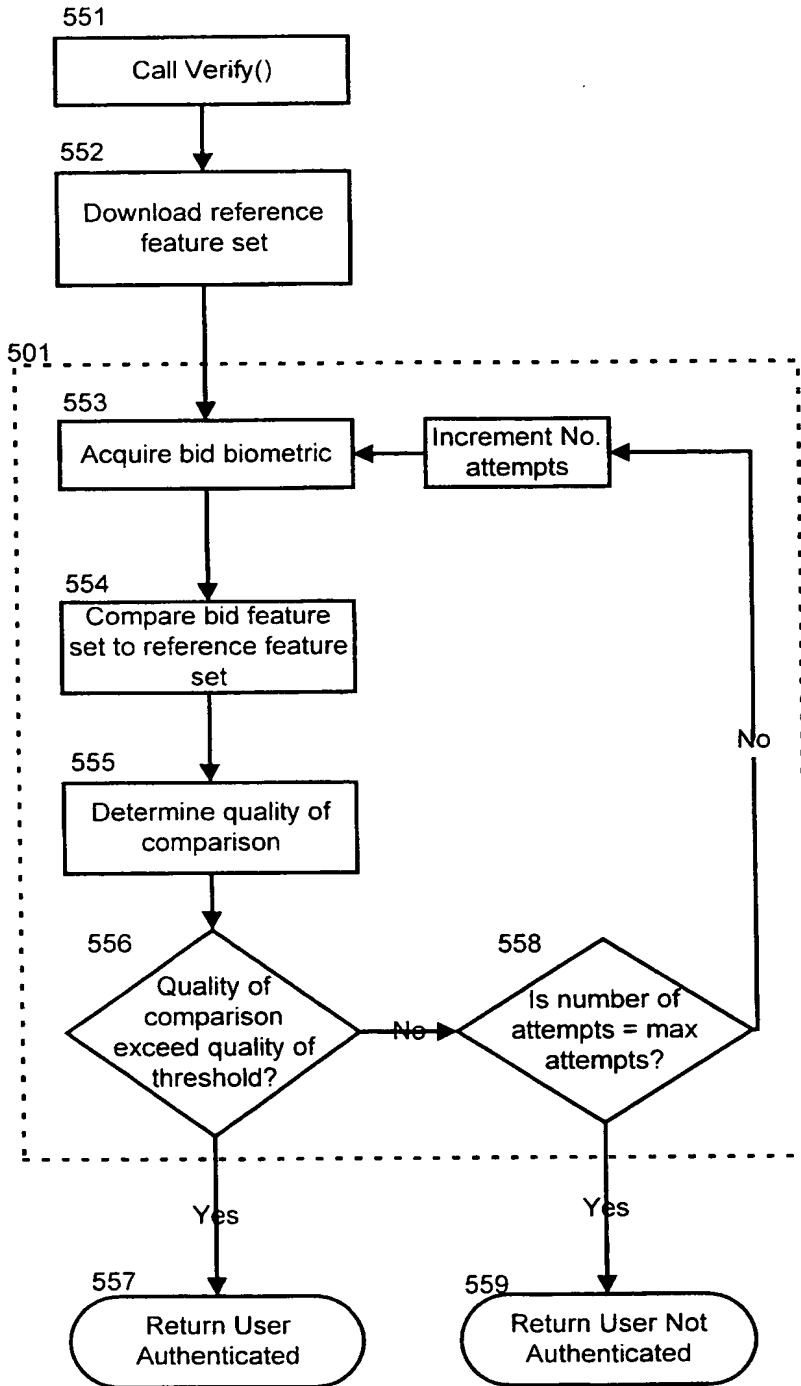 551
Call Verify()
552
Download reference
feature set
501
553
Acquire bid biometric
Increment No.
attempts
554
Compare bid feature
set to reference feature
set
No
555
Determine quality of
comparison
556
Quality of
comparison
exceed quality of
threshold?
No
558
Is number of
attempts = max
attempts?
Yes
Yes
557
Return User
Authenticated
559
Return User Not
Authenticated